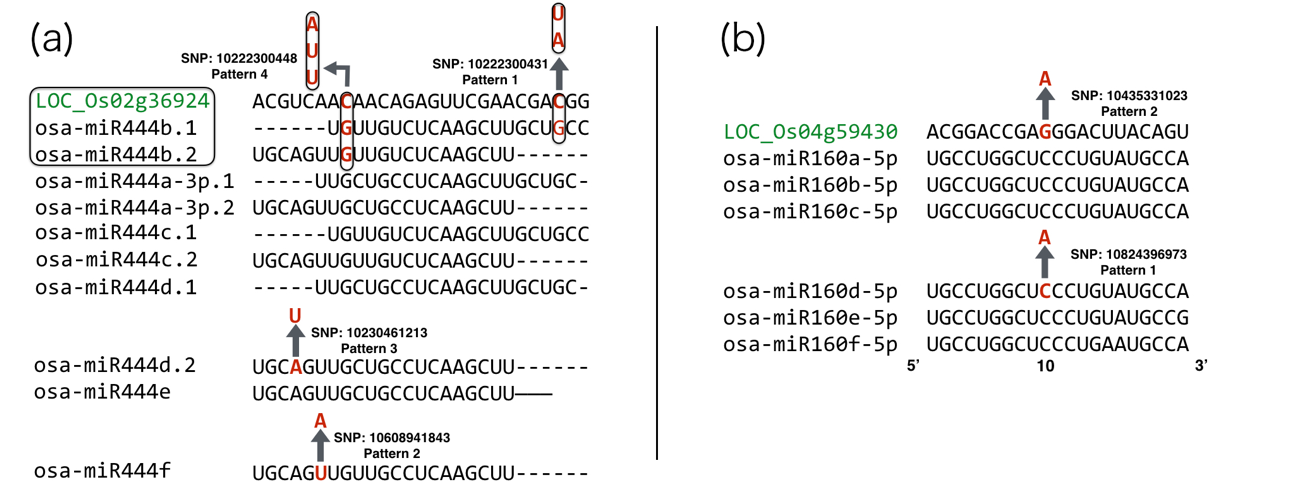 (a)
A
U
U
U
A
SNP: 10222300448
Pattern 4
SNP: 10222300431
Pattern 1
LOC_Os02g36924 ACGUCAACAACAGAGUUCGAACGACGG
osa-miR444b.1 ------UGUUGUCUCAAGCUUGCUGCC
osa-miR444b.2 UGCAGUUGUUGUCUCAAGCUU------
osa-miR444a-3p.1 -----UUGCUGCCUCAAGCUUGCUGC-
osa-miR444a-3p.2 UGCAGUUGCUGCCUCAAGCUU------
osa-miR444c.1 ------UGUUGUCUCAAGCUUGCUGCC
osa-miR444c.2 UGCAGUUGUUGUCUCAAGCUU------
osa-miR444d.1 -----UUGCUGCCUCAAGCUUGCUGC-
U
SNP: 10230461213
Pattern 3
osa-miR444d.2 UGCAGUUGCUGCCUCAAGCUU------
osa-miR444e UGCAGUUGCUGCCUCAAGCUU———
A
SNP: 10608941843
Pattern 2
osa-miR444f UGCAGUUGUUGCCUCAAGCUU------
(b)
A
SNP: 10435331023
Pattern 2
LOC_Os04g59430 ACGGACCGAGGGACUUACAGU
osa-miR160a-5p UGCCUGGCUCCCUGUAUGCCA
osa-miR160b-5p UGCCUGGCUCCCUGUAUGCCA
osa-miR160c-5p UGCCUGGCUCCCUGUAUGCCA
A
SNP: 10824396973
Pattern 1
osa-miR160d-5p UGCCUGGCUCCCUGUAUGCCA
osa-miR160e-5p UGCCUGGCUCCCUGUAUGCCG
osa-miR160f-5p UGCCUGGCUCCCUGAAUGCCA
5’ 10 3’